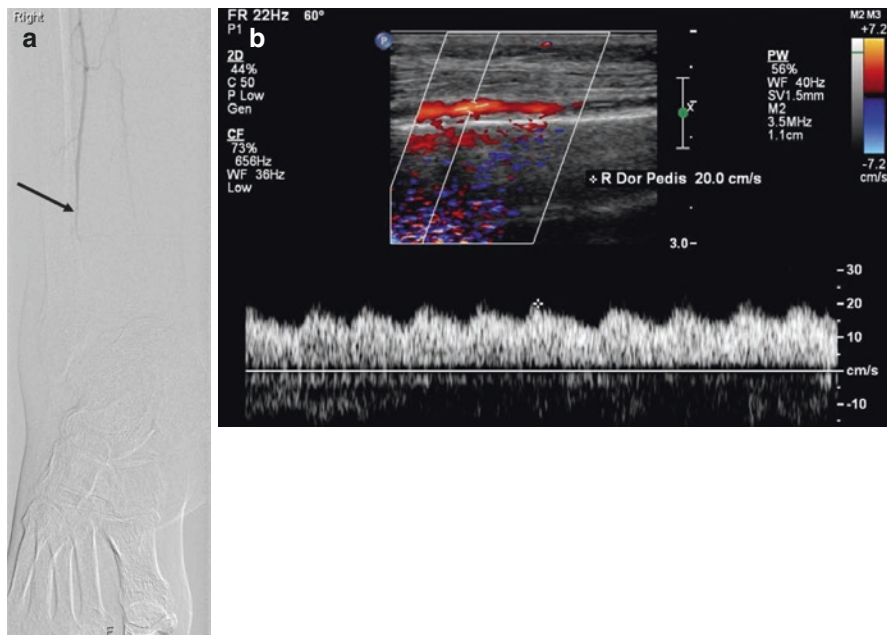 Right
a
b
FR 22Hz 60°
P1
2D
44%
C 50
P Low
Gen
CF
73%
656Hz
WF 36Hz
Low
P
M2 M3
+7.2
-7.2
cm/s
PW
56%
WF 40Hz
SV1.5mm
M2
3.5MHz
1.1cm
R Dor Pedis 20.0 cm/s
3.0
30
20
10
cm/s
-10